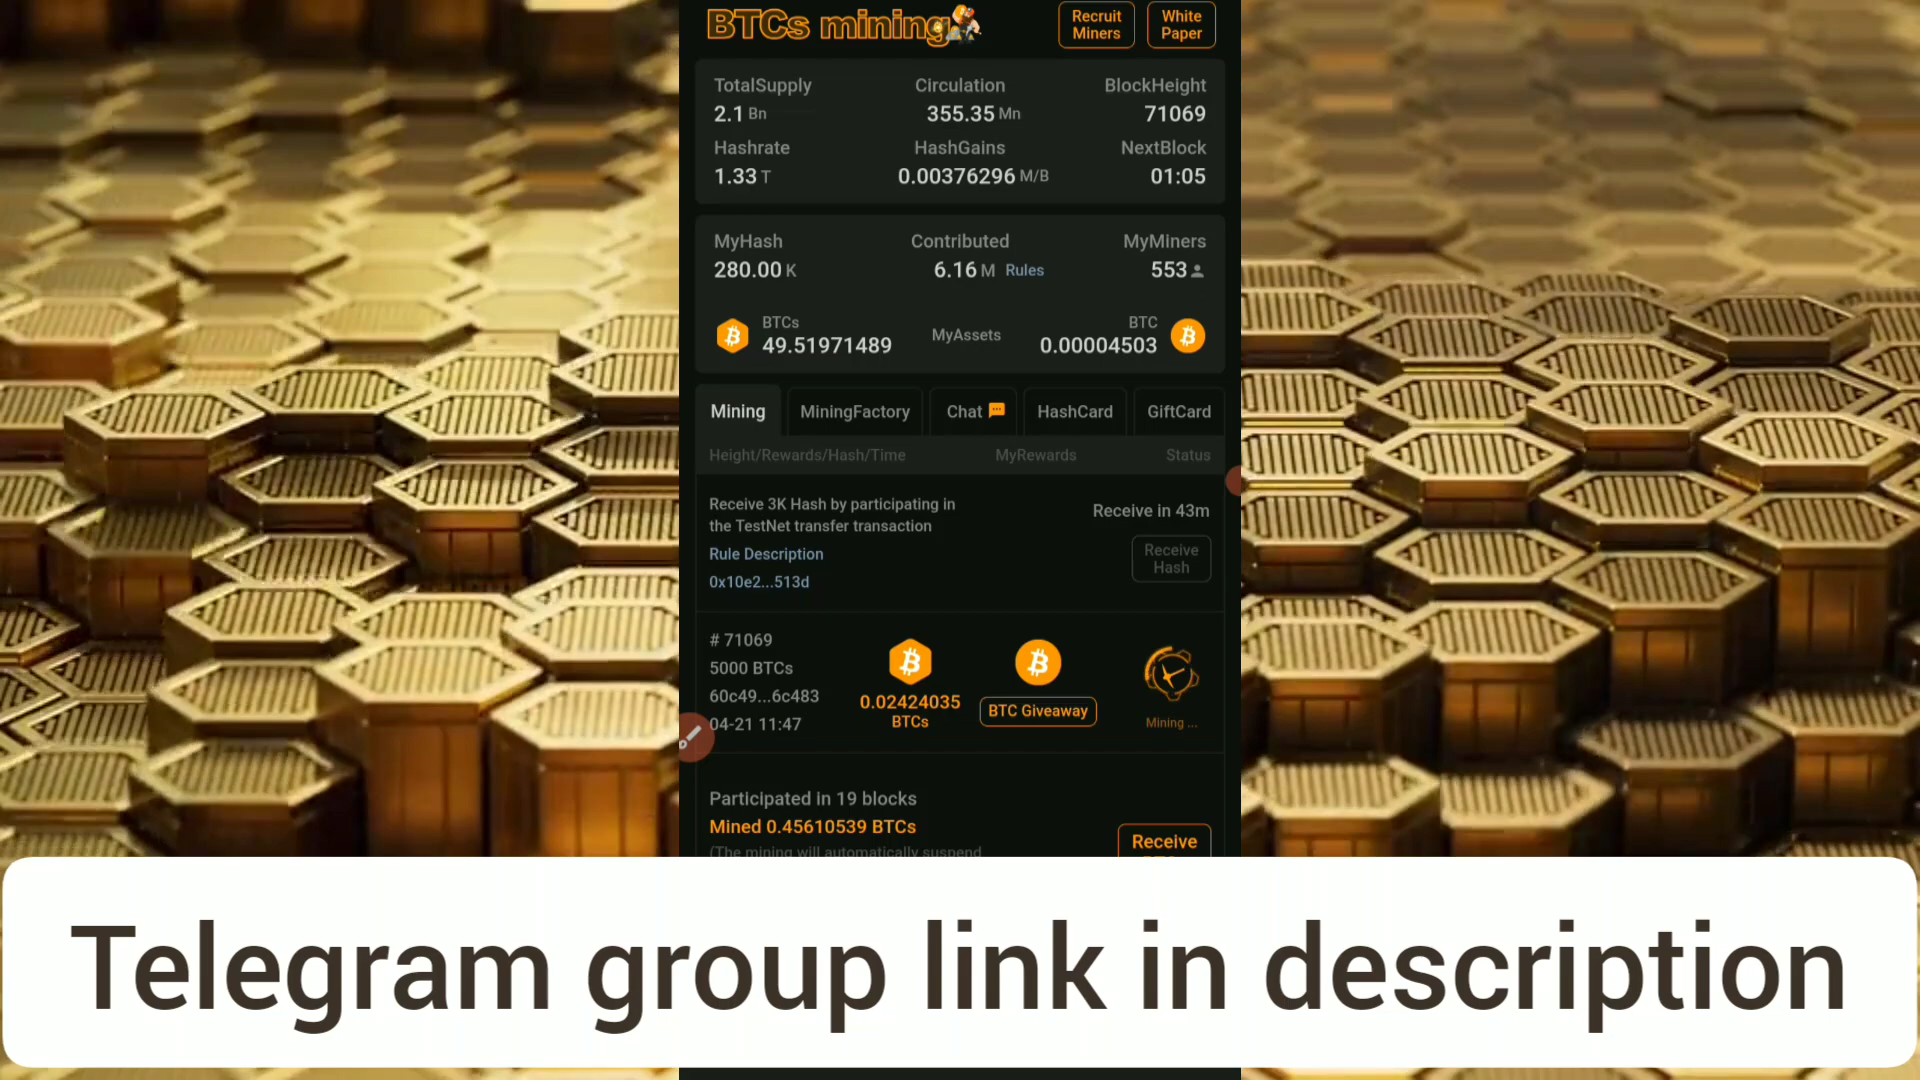 BTCs mining
Recruit Miners
White Paper
TotalSupply Circulation BlockHeight
2.1 Bn 355.35 Mn 71069
Hashrate HashGains NextBlock
1.33 T 0.00376296 M/B 01:05
MyHash Contributed MyMiners
280.00 K 6.16 M Rules 553
BTCs MyAssets BTC
49.51971489 0.00004503
Mining MiningFactory Chat HashCard GiftCard
Height/Rewards/Hash/Time MyRewards Status
Receive 3K Hash by participating in
the TestNet transfer transaction
Rule Description
0x10e2...513d
Receive in 43m
Receive
Hash
# 71069
5000 BTCs
60c49...6c483
04-21 11:47
0.02424035
BTCs
BTC Giveaway
Mining ...
Participated in 19 blocks
Mined 0.45610539 BTCs
(The mining will automatically suspend
Receive
Telegram group link in description